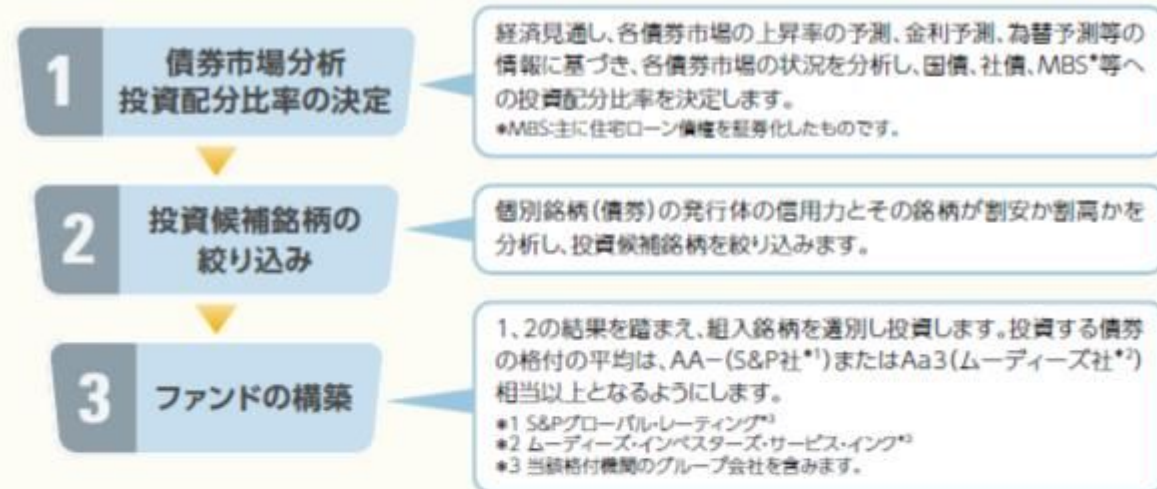 1
債券市場分析
投資配分比率の決定
経済見通し、各債券市場の上昇率の予測、金利予測、為替予測等の
情報に基づき、各債券市場の状況を分析し、国債、社債、MBS*等へ
の投資配分比率を決定します。
*MBS:主に住宅ローン債権を証券化したものです。
2
投資候補銘柄の
絞り込み
個別銘柄(債券)の発行体の信用力とその銘柄が割安か割高かを
分析し、投資候補銘柄を絞り込みます。
3
ファンドの構築
1、2の結果を踏まえ、組入銘柄を選別し投資します。投資する債券
の格付の平均は、AA−(S&P社*1)またはAa3(ムーディーズ社*2)
相当以上となるようにします。
*1 S&Pグローバル・レーティング*3
*2 ムーディーズ・インベスターズ・サービス・インク*3
*3 当該格付機関のグループ会社を含みます。